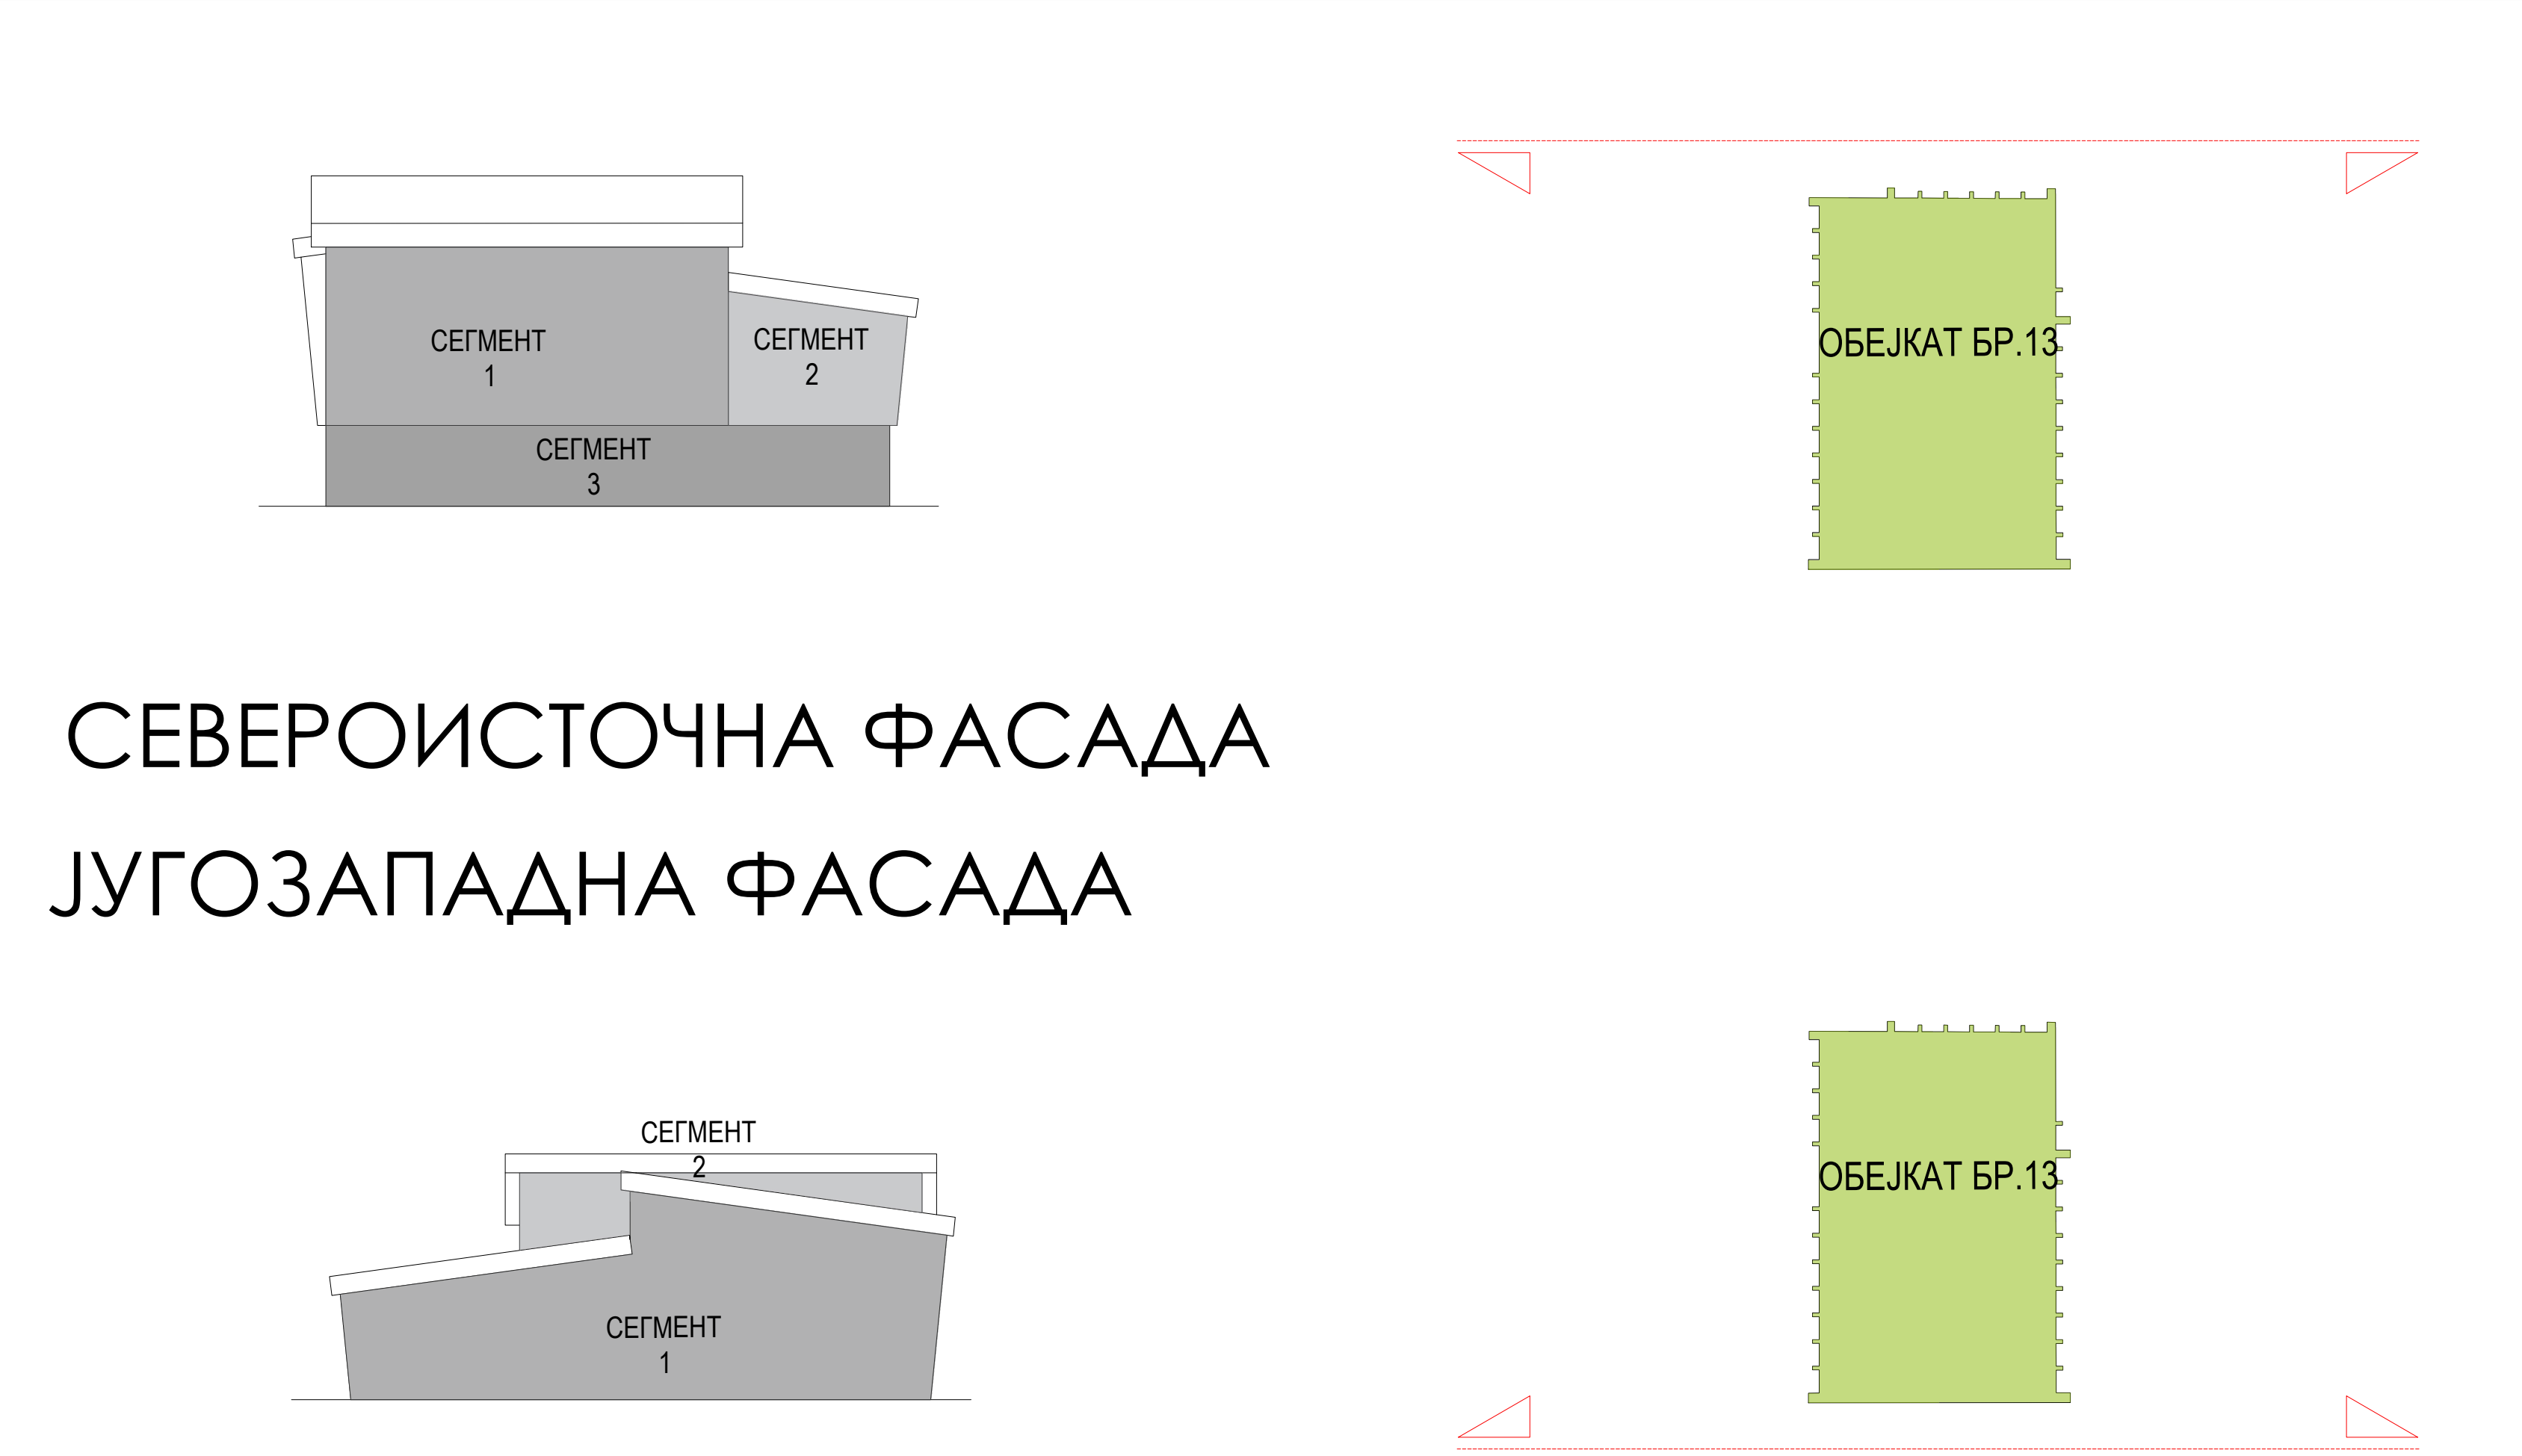 СЕГМЕНТ
1
СЕГМЕНТ
2
СЕГМЕНТ
3
ОБЕЈКАТ БР.13
СЕВЕРОИСТОЧНА ФАСАДА
ЈУГОЗАПАДНА ФАСАДА
СЕГМЕНТ
2
СЕГМЕНТ
1
ОБЕЈКАТ БР.13